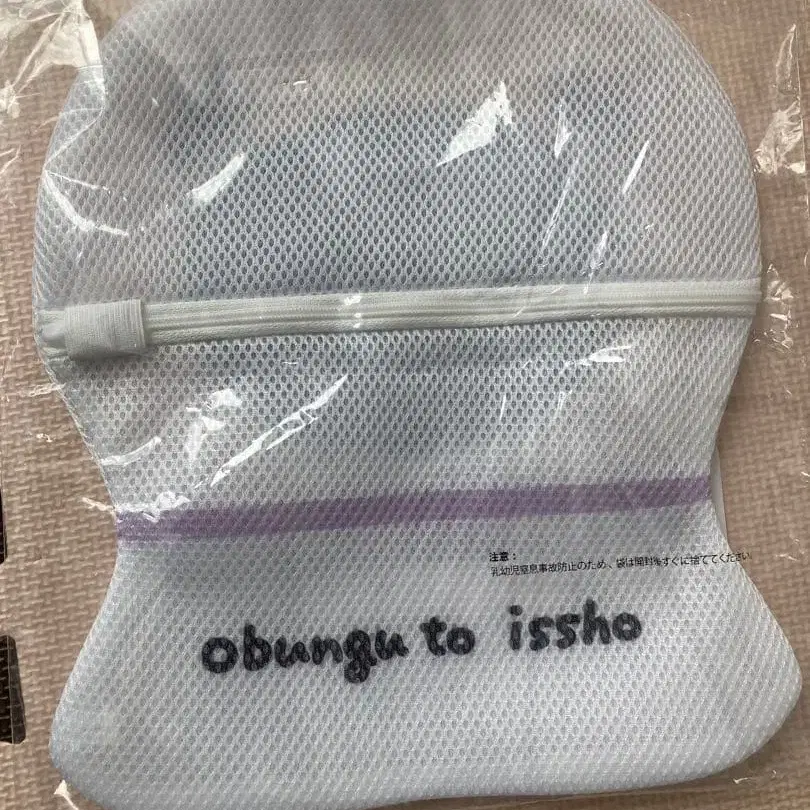 注意：
乳幼児窒息事故防止のため、袋は開封後すぐに捨ててください
obungu to issho